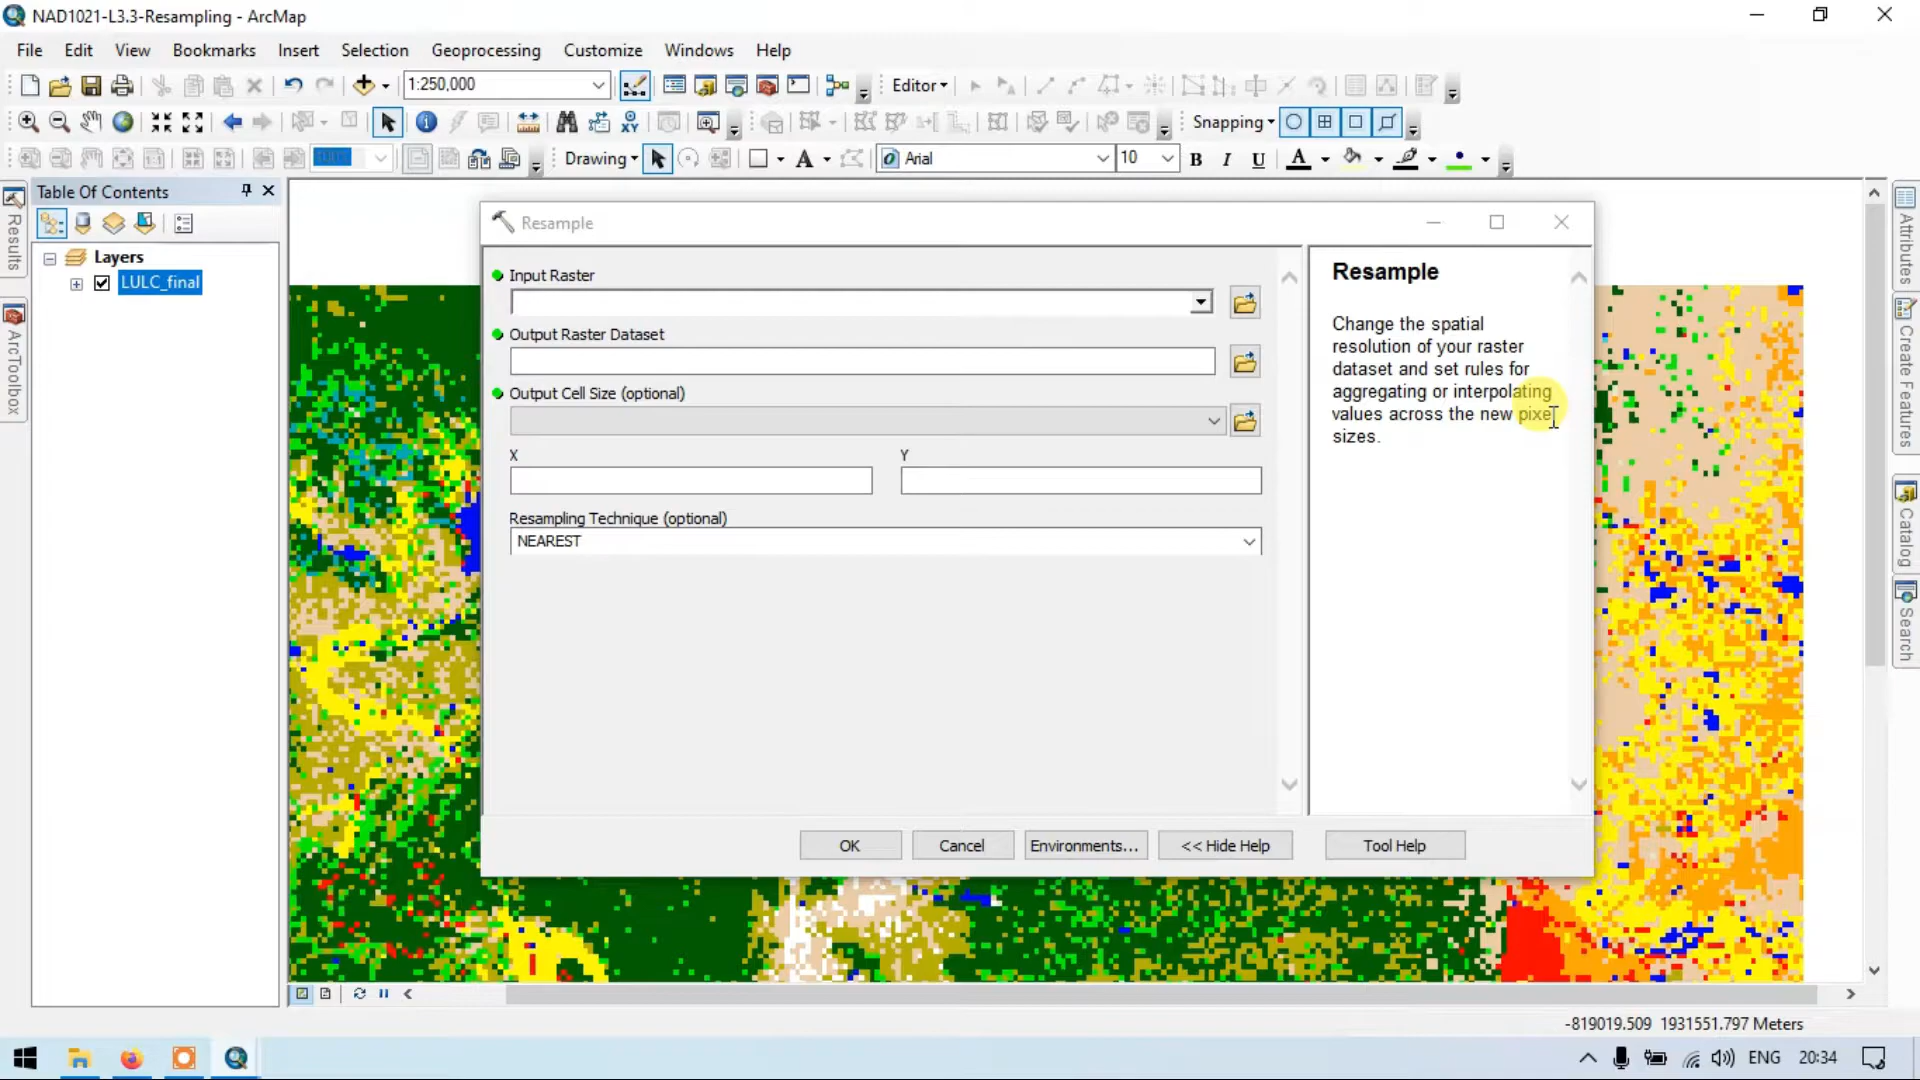 NAD1021-L3.3-Resampling - ArcMap
File Edit View Bookmarks Insert Selection Geoprocessing Customize Windows Help
1:250,000
Editor
Snapping
Drawing
Arial
10
A
B I U A
Table Of Contents
Results
ArcToolbox
Layers
LULC_final
Resample
Input Raster
Output Raster Dataset
Output Cell Size (optional)
X
Y
Resampling Technique (optional)
NEAREST
Resample
Change the spatial
resolution of your raster
dataset and set rules for
aggregating or interpolating
values across the new pixel
sizes.
OK
Cancel
Environments...
<< Hide Help
Tool Help
Attributes
Create Features
Catalog
Search
-819019.509 1931551.797 Meters
ENG
20:34